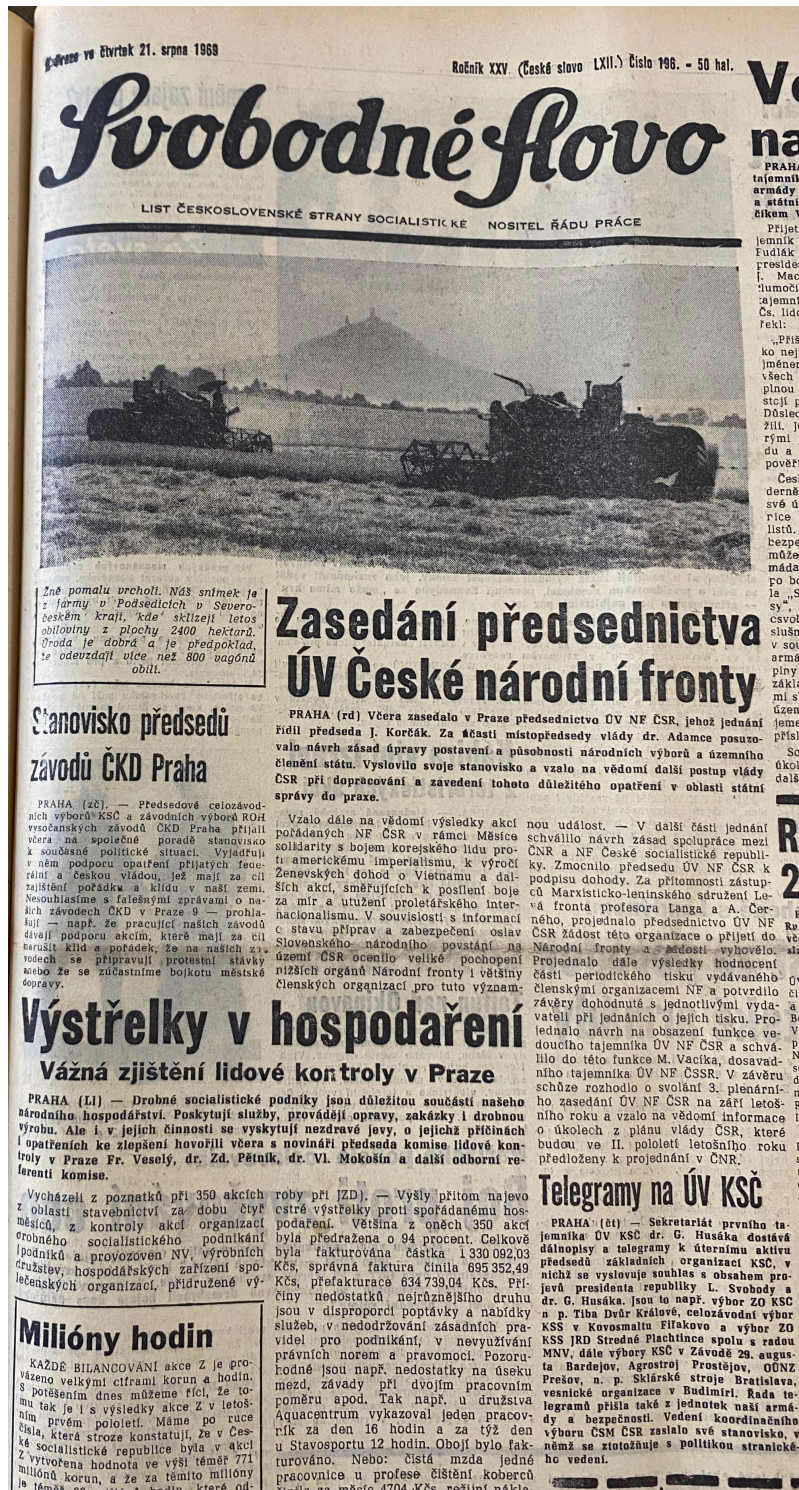 ve čtvrtek 21. srpna 1969
Ročník XXV. (České slovo LXII.) Číslo 196. - 50 hal.
Svobodné slovo
LIST ČESKOSLOVENSKÉ STRANY SOCIALISTICKÉ NOSITEL ŘÁDU PRÁCE
Žně pomalu vrcholí. Náš snímek je
z farmy v Podsedicích v Severo-
českém kraji, kde sklízejí letos
obiloviny z plochy 2400 hektarů.
Úroda je dobrá a je předpoklad,
že odevzdají více než 800 vagónů
obilí.
Stanovisko předsedů
závodů ČKD Praha
PRAHA (zč). — Předsedové celozávod-
ních výborů KSČ a závodních výborů ROH
vysočanských závodů ČKD Praha přijali
včera na společné poradě stanovisko
k současné politické situaci. Vyjadřují
v něm podporu opatření přijatých fede-
rální a českou vládou, jež mají za cíl
zajištění pořádku a klidu v naší zemi.
Nesouhlasíme s falešnými zprávami o na-
šich závodech ČKD v Praze 9 — prohla-
šují — např. že pracující našich závodů
dávají podporu akcím, které mají za cíl
narušit klid a pořádek, že na našich zá-
vodech se připravují protestní stávky
anebo že se zúčastníme bojkotu městské
dopravy.
Zasedání předsednictva
ÚV České národní fronty
PRAHA (rd) Včera zasedalo v Praze předsednictvo ÚV NF ČSR, jehož jednání
řídil předseda J. Korčák. Za účasti místopředsedy vlády dr. Adamce posuzo-
valo návrh zásad úpravy postavení a působnosti národních výborů a územního
členění státu. Vyslovilo svoje stanovisko a vzalo na vědomí další postup vlády
ČSR při dopracování a zavedení tohoto důležitého opatření v oblasti státní
správy do praxe.
Vzalo dále na vědomí výsledky akcí
pořádaných NF ČSR v rámci Měsíce
solidarity s bojem korejského lidu pro-
ti americkému imperialismu, k výročí
Ženevských dohod o Vietnamu a dal-
ších akcí, směřujících k posílení boje
za mír a utužení proletářského inter-
nacionalismu. V souvislosti s informací
o stavu příprav a zabezpečení oslav
Slovenského národního povstání na
území ČSR ocenilo veliké pochopení
nižších orgánů Národní fronty i většiny
členských organizací pro tuto význam-
nou událost. — V další části jednání
schválilo návrh zásad spolupráce mezi
ČNR a NF České socialistické republi-
ky. Zmocnilo předsedu ÚV NF ČSR k
podpisu dohody. Za přítomnosti zástup-
ců Marxisticko-leninského sdružení Le-
vá fronta profesora Langa a A. Čer-
ného, projednalo předsednictvo ÚV NF
ČSR žádost této organizace o přijetí do
Národní fronty a žádosti vyhovělo.
Projednalo dále výsledky hodnocení
části periodického tisku vydávaného
členskými organizacemi NF a potvrdilo
závěry dohodnuté s jednotlivými vyda-
vateli při jednáních o jejich tisku. Pro-
jednalo návrh na obsazení funkce ve-
doucího tajemníka ÚV NF ČSR a schvá-
lilo do této funkce M. Vacíka, dosavad-
ního tajemníka ÚV NF ČSSR. V závěru
schůze rozhodlo o svolání 3. plenární-
ho zasedání ÚV NF ČSR na září letoš-
ního roku a vzalo na vědomí informace
o úkolech z plánu vlády ČSR, které
budou ve II. pololetí letošního roku
předloženy k projednání v ČNR.
Výstřelky v hospodaření
Vážná zjištění lidové kontroly v Praze
PRAHA (LI) — Drobné socialistické podniky jsou důležitou součástí našeho
národního hospodářství. Poskytují služby, provádějí opravy, zakázky i drobnou
výrobu. Ale i v jejich činnosti se vyskytují nezdravé jevy, o jejichž příčinách
i opatřeních ke zlepšení hovořili včera s novináři předseda komise lidové kon-
troly v Praze Fr. Veselý, dr. Zd. Pětník, dr. Vl. Mokošín a další odborní re-
ferenti komise.
Vycházeli z poznatků při 350 akcích
z oblasti stavebnictví za dobu čtyř
měsíců, z kontroly akcí organizací
drobného socialistického podnikání
(podniků a provozoven NV, výrobních
družstev, hospodářských zařízení spo-
lečenských organizací, přidružené vý-
roby při JZD). — Vyšly přitom najevo
ostré výstřelky proti spořádanému hos-
podaření. Většina z oněch 350 akcí
byla předražena o 94 procent. Celkově
byla fakturována částka 1 330 092,03
Kčs, správná faktura činila 695 352,49
Kčs, přefakturace 634 739,04 Kčs. Pří-
činy nedostatků nejrůznějšího druhu
jsou v disproporci poptávky a nabídky
služeb, v nedodržování zásadních pra-
videl pro podnikání, v nevyužívání
právních norem a pravomocí. Pozoru-
hodné jsou např. nedostatky na úseku
mezd, závady při dvojím pracovním
poměru apod. Tak např. u družstva
Aquacentrum vykazoval jeden pracov-
ník za den 16 hodin a za týž den
u Stavosportu 12 hodin. Obojí bylo fak-
turováno. Nebo: čistá mzda jedné
pracovnice u profese čištění koberců
činila za měsíc 4704 Kčs, režijní nákla-
Milióny hodin
KAŽDÉ BILANCOVÁNÍ akce Z je pro-
vázeno velkými ciframi korun a hodin.
S potěšením dnes můžeme říci, že to-
mu tak je i s výsledky akce Z v letoš-
ním prvém pololetí. Máme po ruce
čísla, která stroze konstatují, že v Čes-
ké socialistické republice byla v akci
Z vytvořena hodnota ve výši téměř 771
miliónů korun, a že za těmito milióny
Telegramy na ÚV KSČ
PRAHA (čt) — Sekretariát prvního ta-
jemníka ÚV KSČ dr. G. Husáka dostává
dálnopisy a telegramy k úternímu aktivu
předsedů základních organizací KSČ, v
nichž se vyslovuje souhlas s obsahem pro-
jevů presidenta republiky L. Svobody a
dr. G. Husáka. Jsou to např. výbor ZO KSČ
n p. Tiba Dvůr Králové, celozávodní výbor
KSS v Kovosmaltu Fiľakovo a výbor ZO
KSS JRD Stredné Plachtince spolu s radou
MNV, dále výbory KSČ v Závodě 29. augus-
ta Bardejov, Agrostroj Prostějov, OÚNZ
Prešov, n. p. Sklárské stroje Bratislava,
vesnické organizace v Budimíri. Řada te-
legramů přišla také z jednotek naší armá-
dy a bezpečnosti. Vedení koordinačního
výboru ČSM ČSR zaslalo své stanovisko, v
němž se ztotožňuje s politikou stranické-
ho vedení.